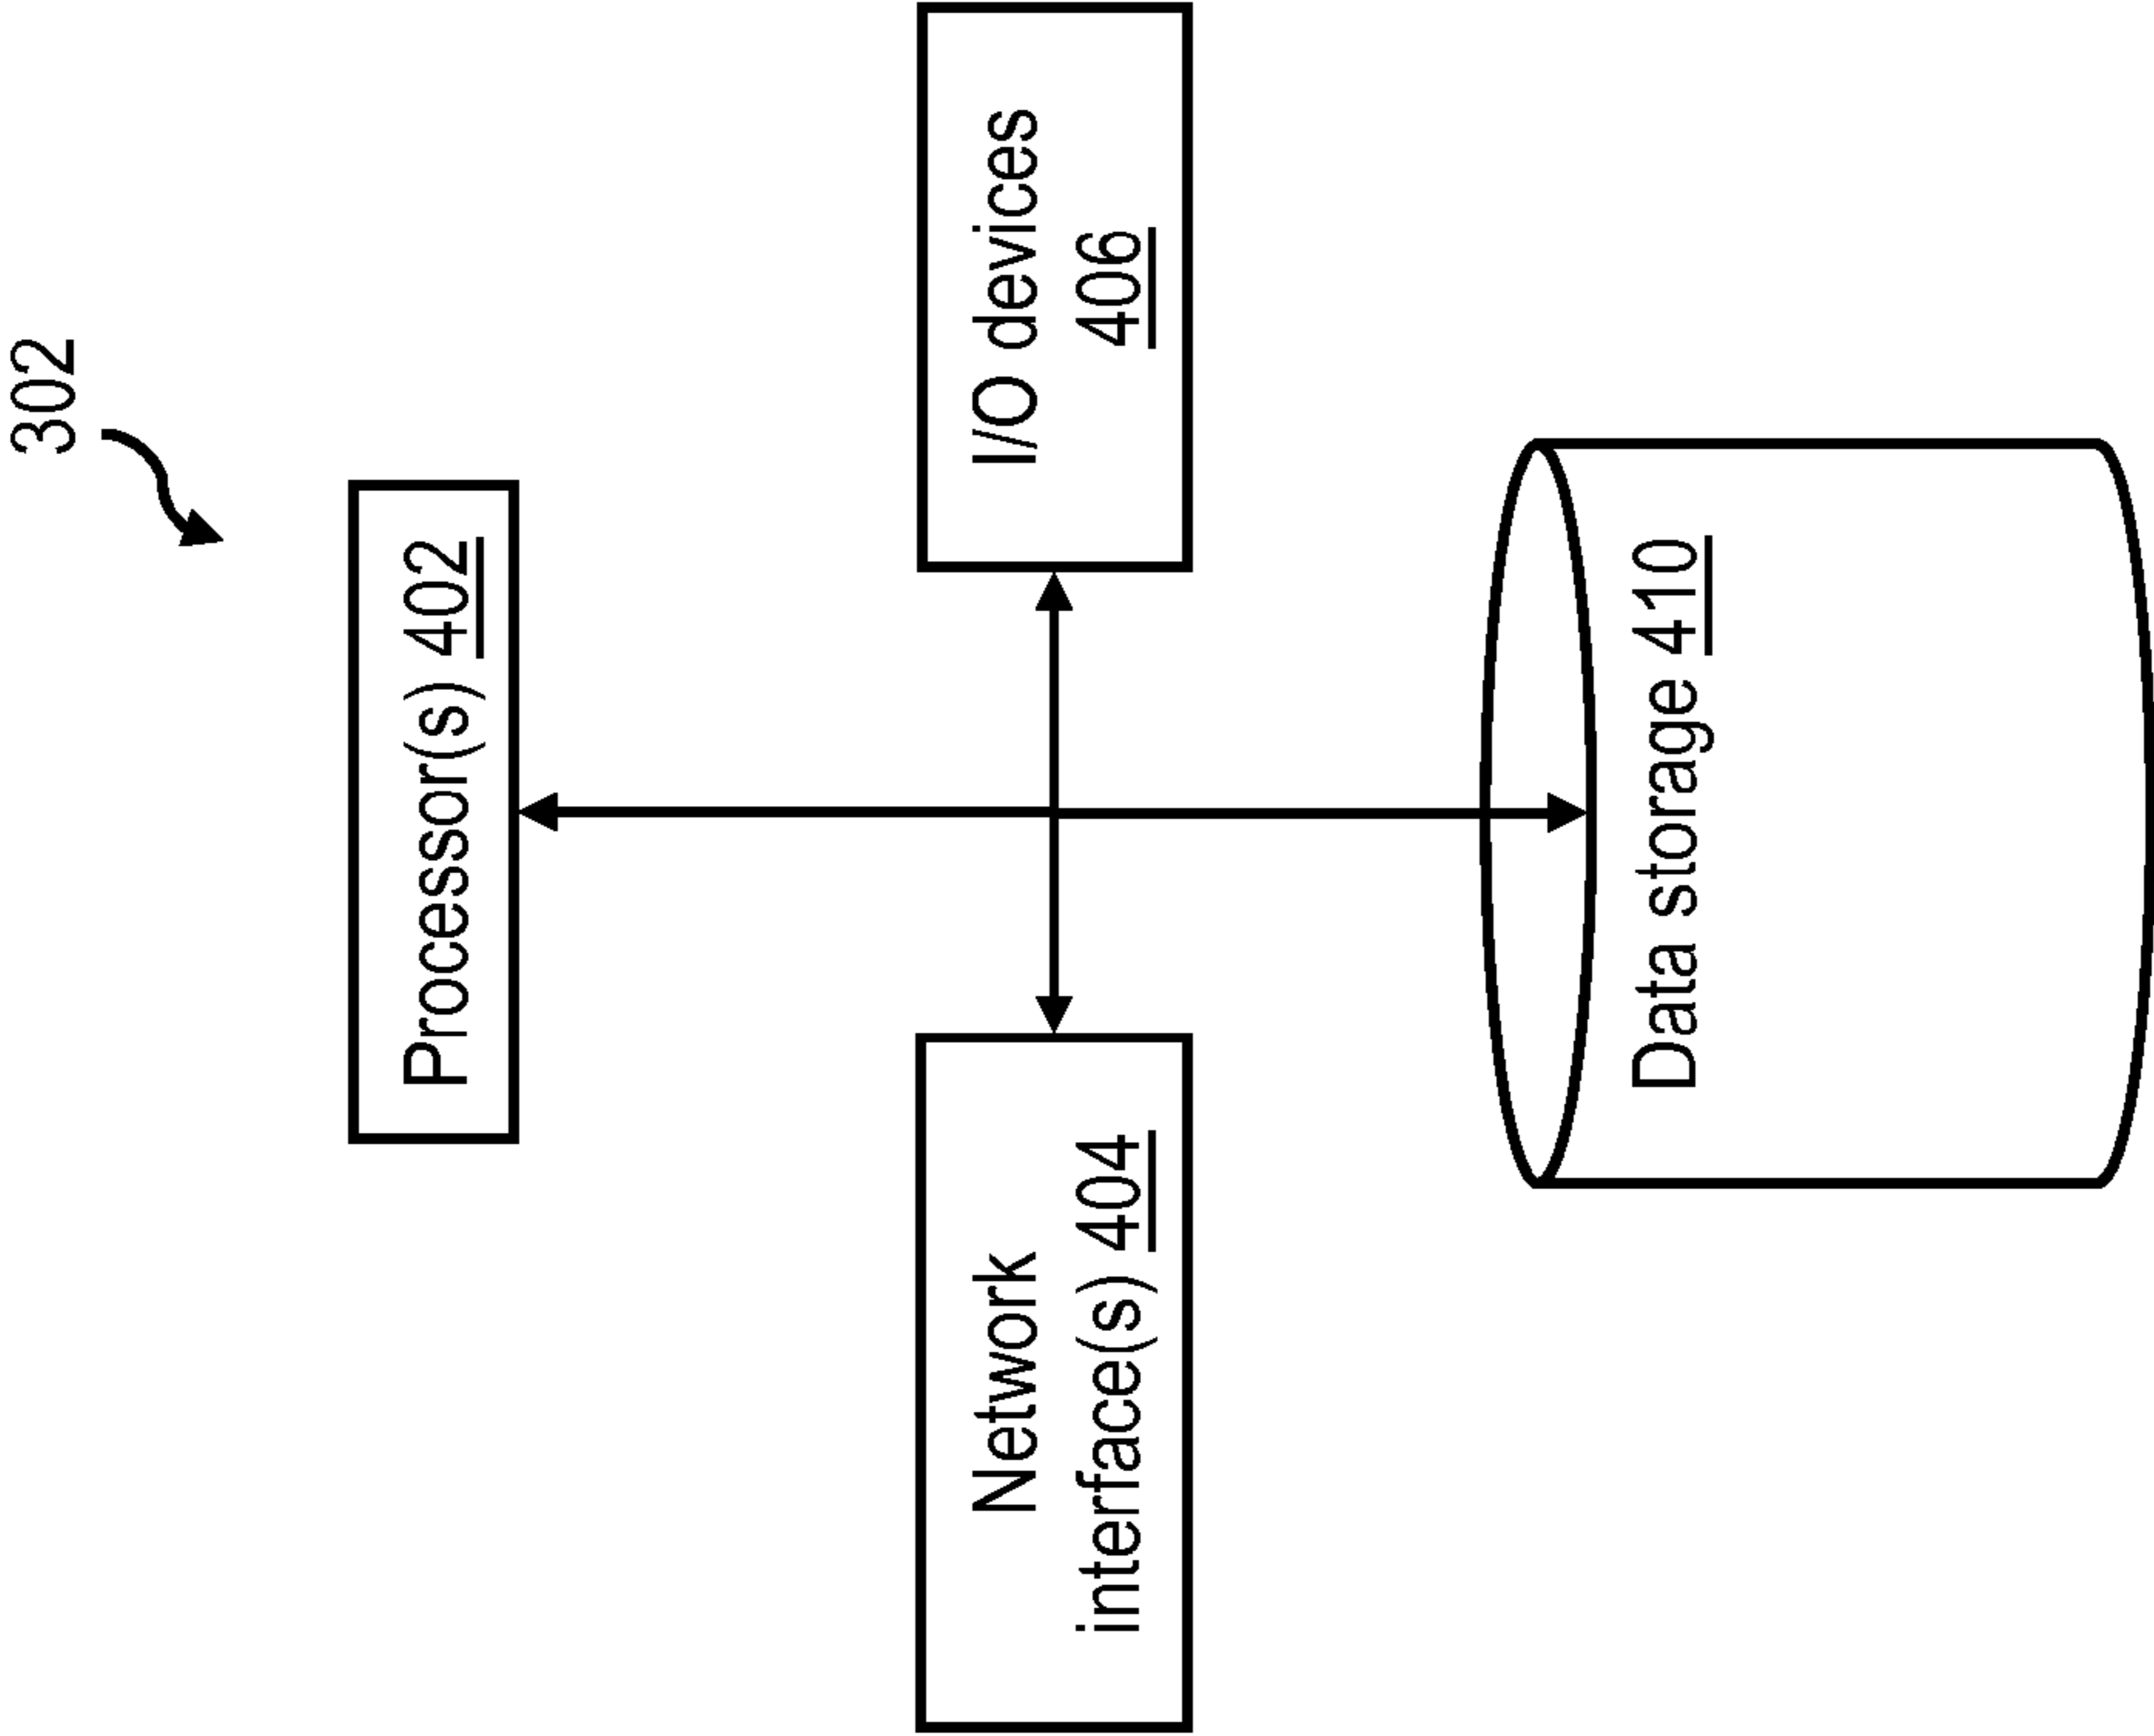 302
Processor(s) 402
Network
interface(s) 404
I/O devices
406
Data storage 410